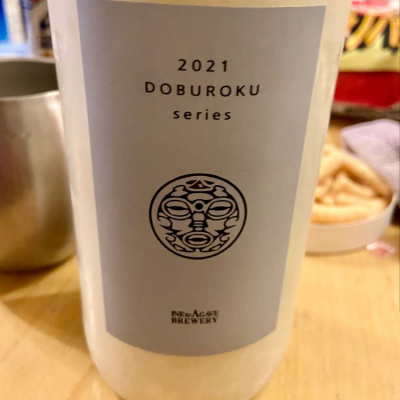 2021
DOBUROKU
series
INE to AGAVE
BREWERY